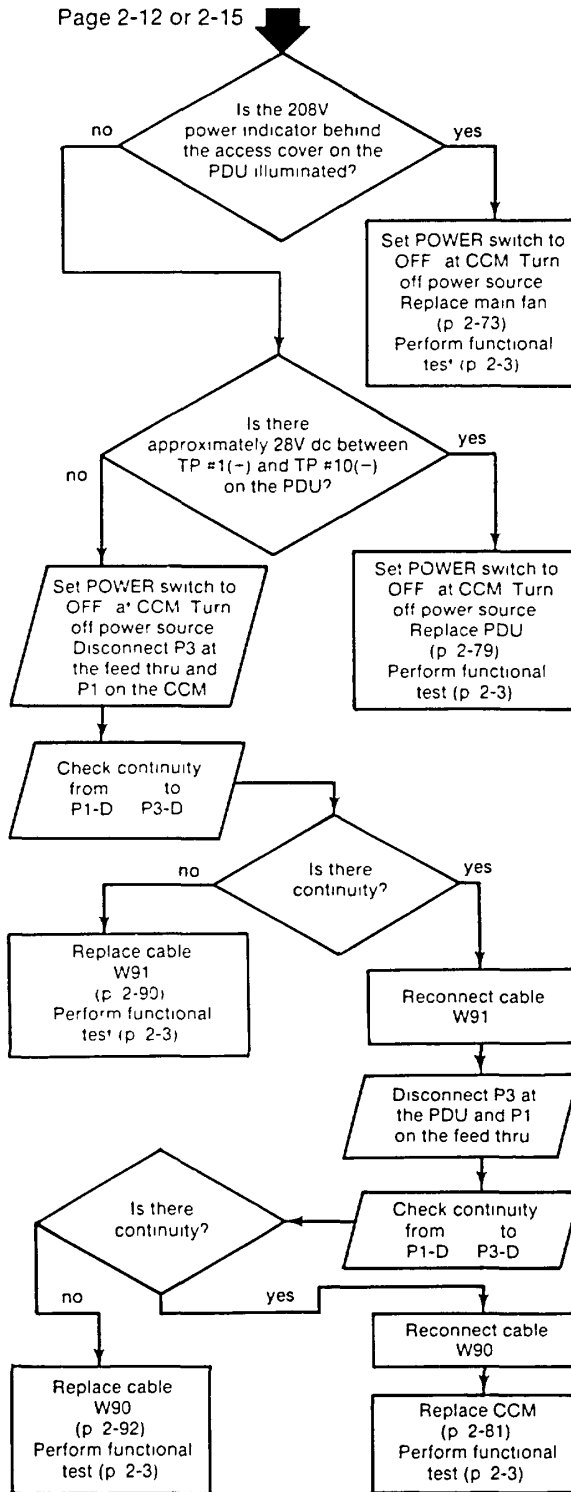 Page 2-12 or 2-15
Is the 208V
power indicator behind
the access cover on the
PDU illuminated?
no
yes
Set POWER switch to
OFF at CCM Turn
off power source
Replace main fan
(p 2-73)
Perform functional
test (p 2-3)
Is there
approximately 28V dc between
TP #1(-) and TP #10(-)
on the PDU?
no
yes
Set POWER switch to
OFF at CCM Turn
off power source
Disconnect P3 at
the feed thru and
P1 on the CCM
Set POWER switch to
OFF at CCM Turn
off power source
Replace PDU
(p 2-79)
Perform functional
test (p 2-3)
Check continuity
from to
P1-D P3-D
Is there
continuity?
no
yes
Replace cable
W91
(p 2-90)
Perform functional
test (p 2-3)
Reconnect cable
W91
Disconnect P3 at
the PDU and P1
on the feed thru
Check continuity
from to
P1-D P3-D
Is there
continuity?
no
yes
Reconnect cable
W90
Replace cable
W90
(p 2-92)
Perform functional
test (p 2-3)
Replace CCM
(p 2-81)
Perform functional
test (p 2-3)